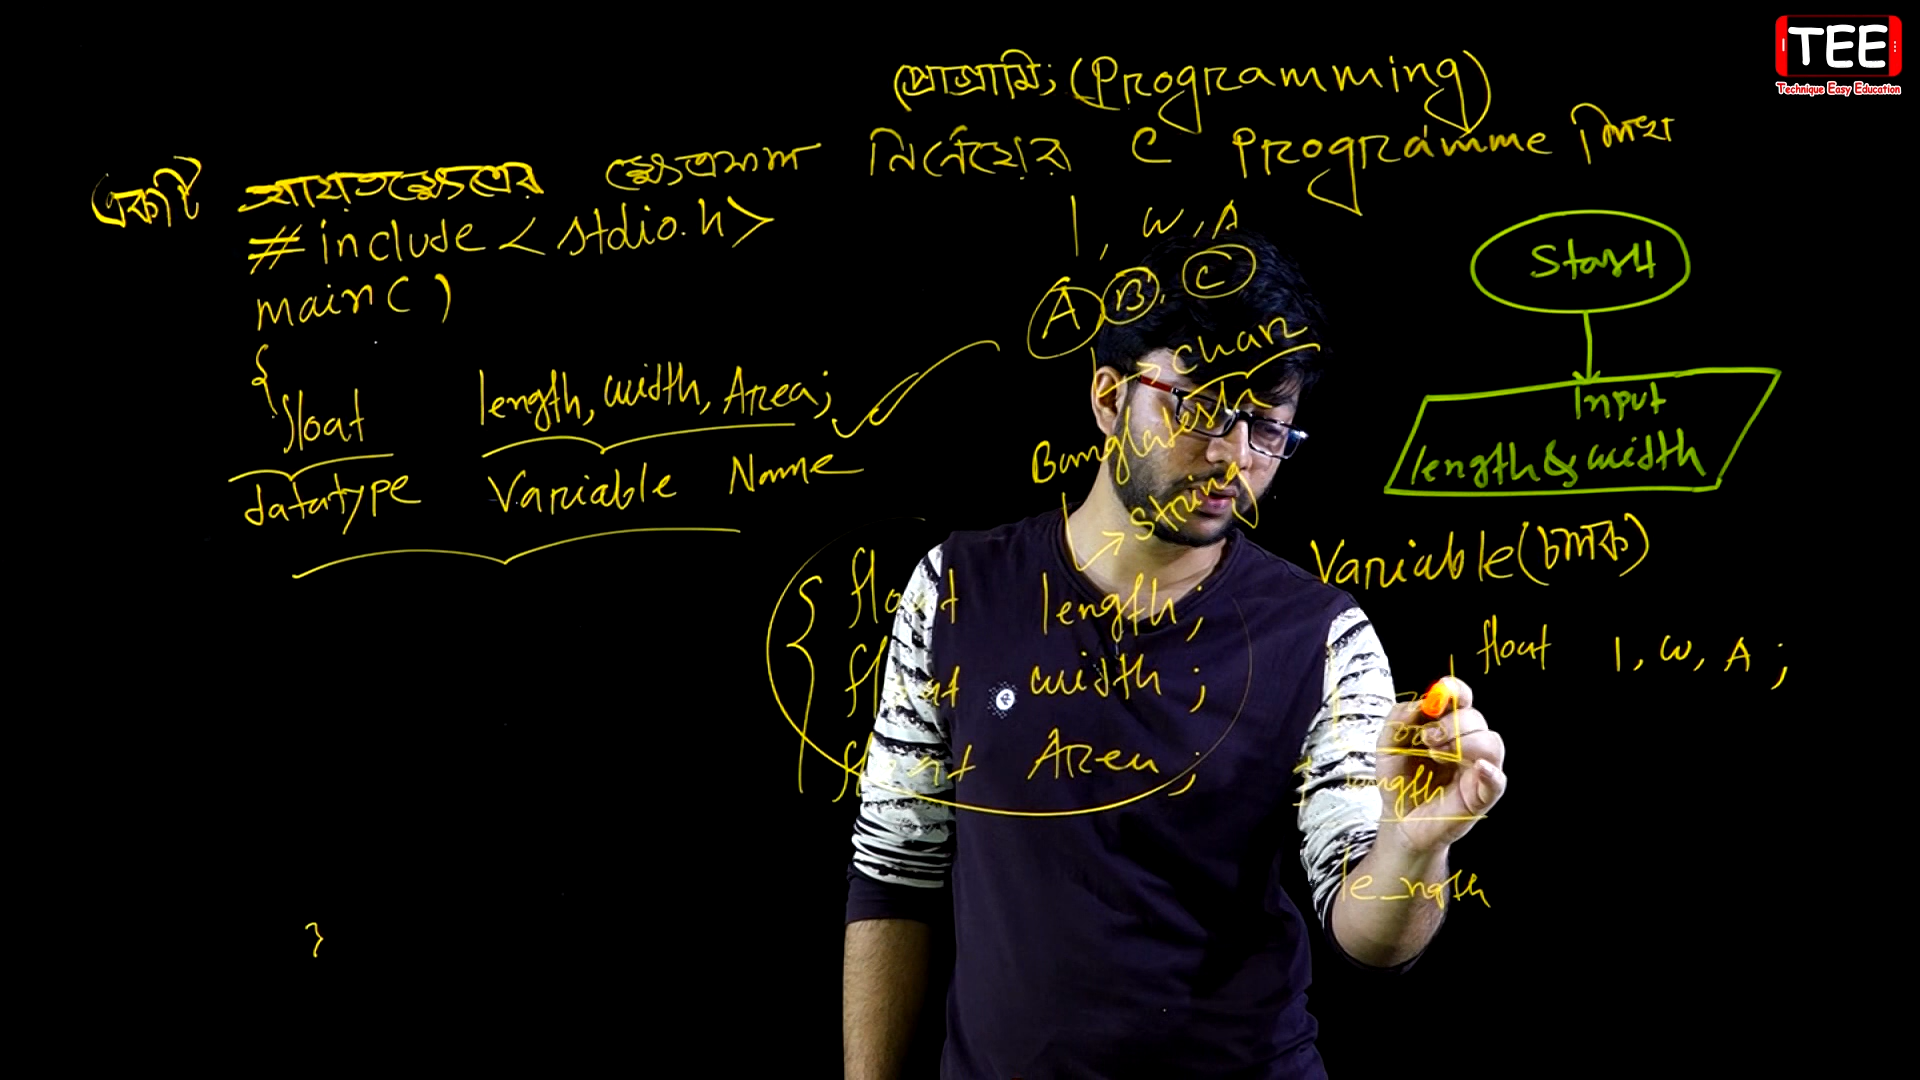 TEE
Technique Easy Education
(Programming)
একটি আয়তক্ষেত্রের ক্ষেত্রফল নির্ণয়ের C Programme লিখ
#include<stdio.h>
main()
{
float length, width, Area;
datatype Variable Name
l, w, A
A B, C
char
Bangladesh
String
float length;
float width;
float Area;
}
Start
Input
length & width
Variable(চলক)
float l, w, A;
length
le_ngth